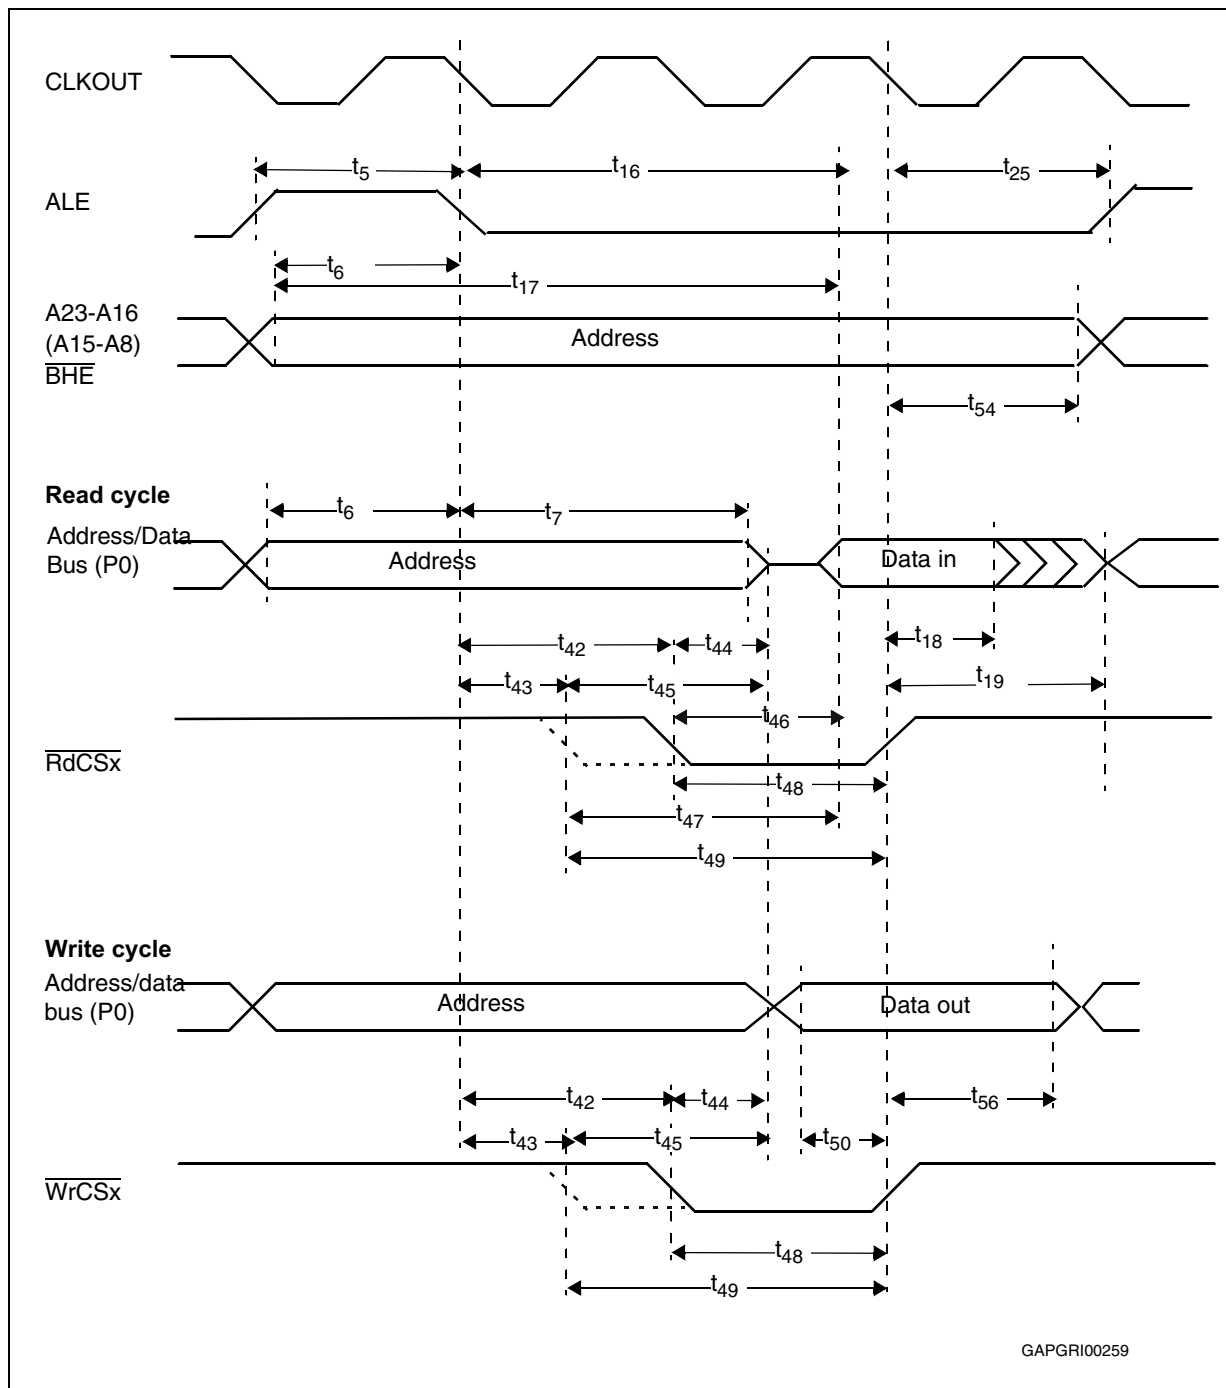 CLKOUT
t5
t16
t25
ALE
t6
t17
A23-A16
(A15-A8)
BHE
Address
t54
Read cycle
t6
t7
Address/Data
Bus (P0)
Address
Data in
t42
t44
t18
t43
t45
t19
t46
RdCSx
t48
t47
t49
Write cycle
Address/data
bus (P0)
Address
Data out
t42
t44
t56
t43
t45
t50
WrCSx
t48
t49
GAPGRI00259